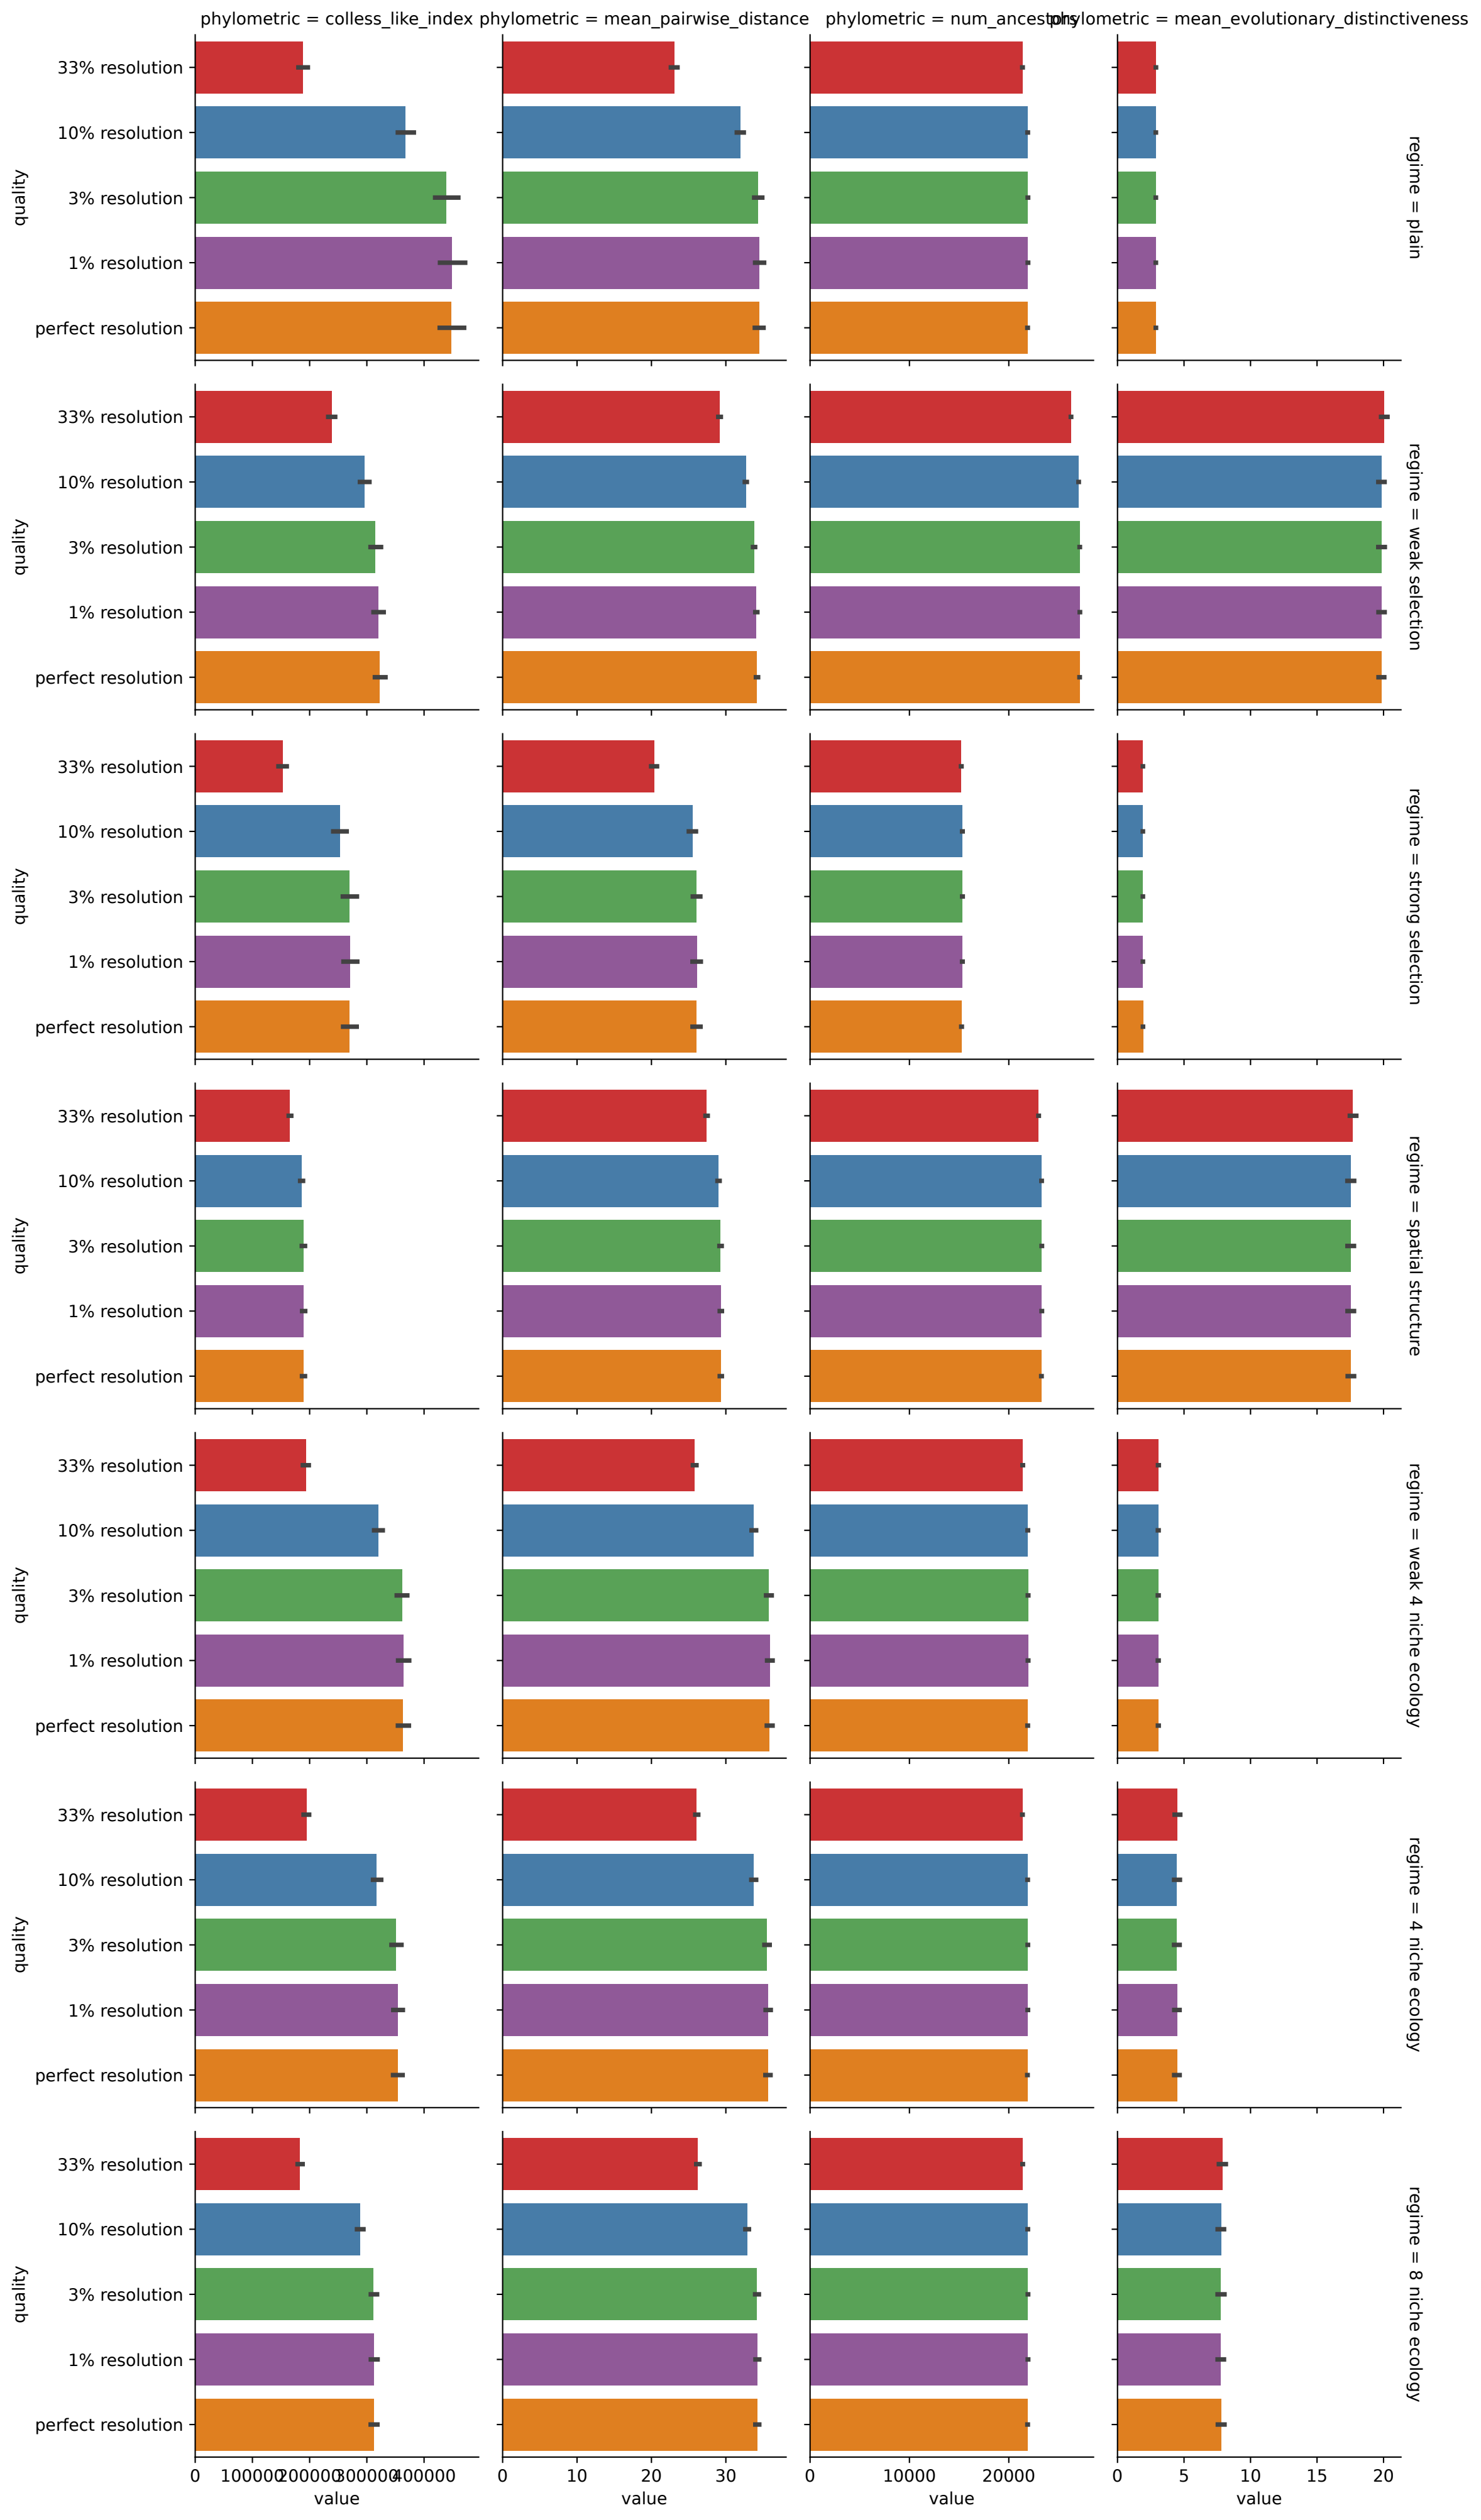 phylometric = colless_like_index phylometric = mean_pairwise_distance phylometric = num_ancestors phylometric = mean_evolutionary_distinctiveness
33% resolution
10% resolution
3% resolution
1% resolution
perfect resolution
quality
regime = plain
33% resolution
10% resolution
3% resolution
1% resolution
perfect resolution
quality
regime = weak selection
33% resolution
10% resolution
3% resolution
1% resolution
perfect resolution
quality
regime = strong selection
33% resolution
10% resolution
3% resolution
1% resolution
perfect resolution
quality
regime = spatial structure
33% resolution
10% resolution
3% resolution
1% resolution
perfect resolution
quality
regime = weak 4 niche ecology
33% resolution
10% resolution
3% resolution
1% resolution
perfect resolution
quality
regime = 4 niche ecology
33% resolution
10% resolution
3% resolution
1% resolution
perfect resolution
quality
regime = 8 niche ecology
0 100000 200000 300000 400000 0 10 20 30 0 10000 20000 0 5 10 15 20
value value value value